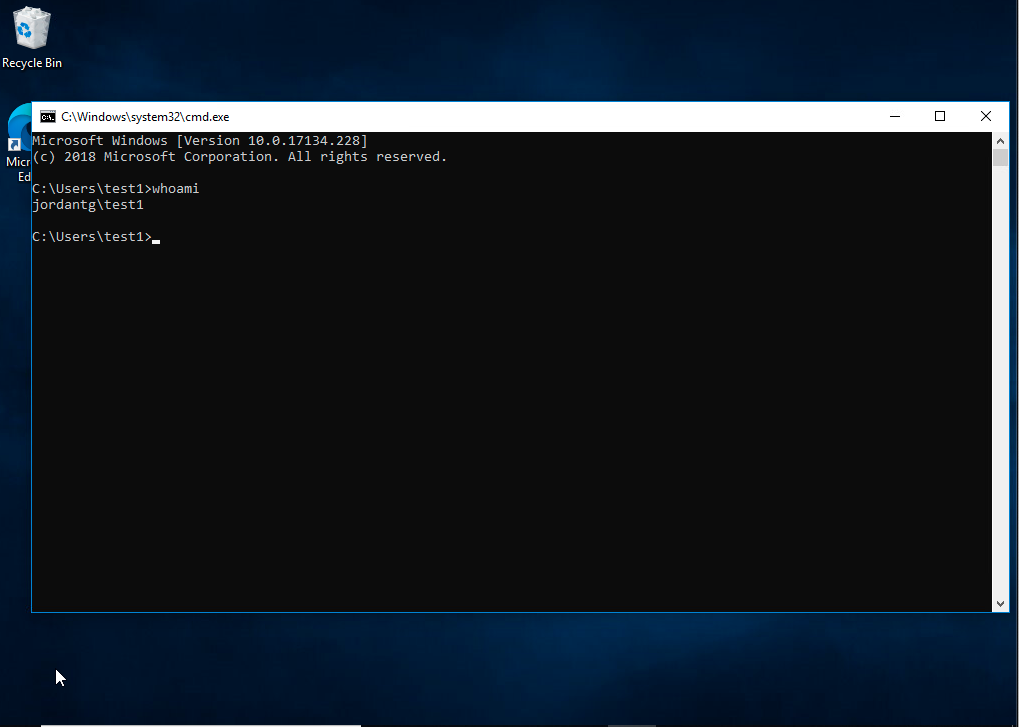 Recycle Bin
C:\Windows\system32\cmd.exe
Microsoft Windows [Version 10.0.17134.228]
(c) 2018 Microsoft Corporation. All rights reserved.
C:\Users\test1>whoami
jordantg\test1
C:\Users\test1>
Micr
Ed